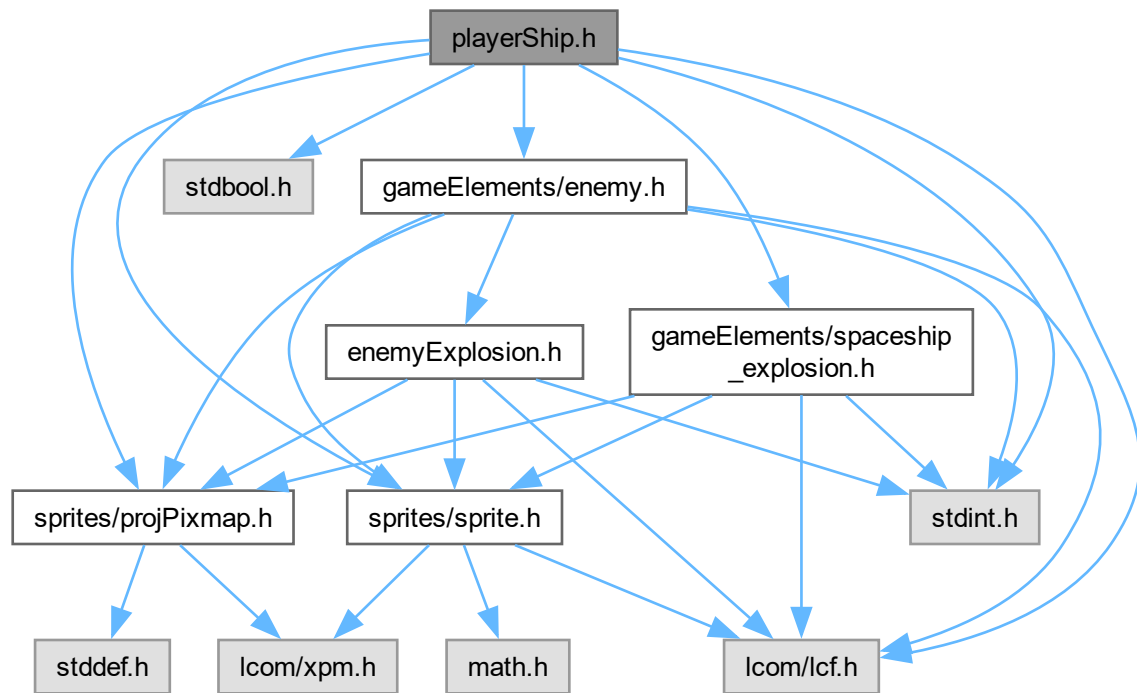 playerShip.h
stdbool.h
gameElements/enemy.h
enemyExplosion.h
gameElements/spaceship
_explosion.h
sprites/projPixmap.h
sprites/sprite.h
stdint.h
stddef.h
lcom/xpm.h
math.h
lcom/lcf.h